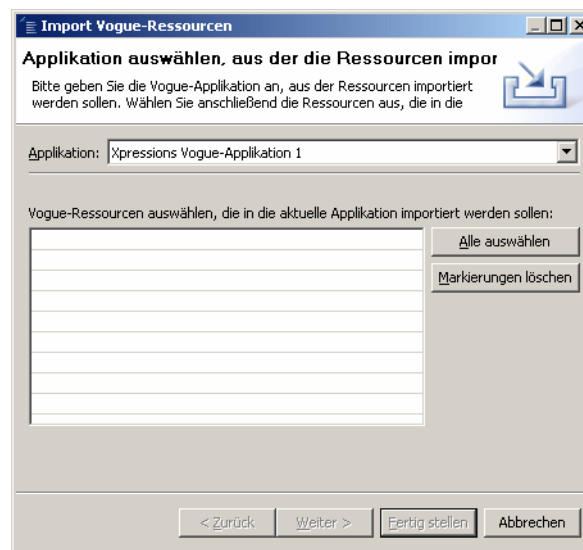 Import Vogue-Ressourcen
Applikation auswählen, aus der die Ressourcen impor
Bitte geben Sie die Vogue-Applikation an, aus der Ressourcen importiert
werden sollen. Wählen Sie anschließend die Ressourcen aus, die in die
Applikation: Xpressions Vogue-Applikation 1
Vogue-Ressourcen auswählen, die in die aktuelle Applikation importiert werden sollen:
Alle auswählen
Markierungen löschen
< Zurück Weiter > Fertig stellen Abbrechen